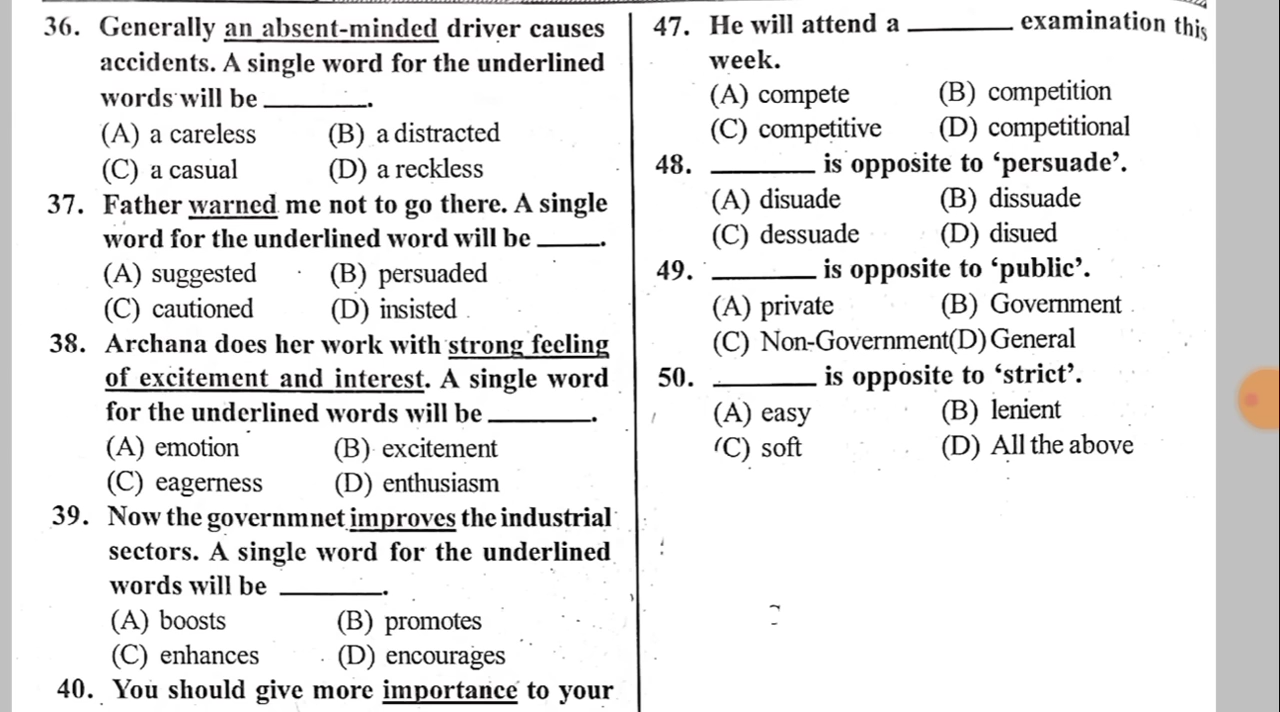 36. Generally an absent-minded driver causes
accidents. A single word for the underlined
words will be ________.
(A) a careless (B) a distracted
(C) a casual (D) a reckless
37. Father warned me not to go there. A single
word for the underlined word will be _____.
(A) suggested (B) persuaded
(C) cautioned (D) insisted
38. Archana does her work with strong feeling
of excitement and interest. A single word
for the underlined words will be ________.
(A) emotion (B) excitement
(C) eagerness (D) enthusiasm
39. Now the governmnet improves the industrial
sectors. A single word for the underlined
words will be ________.
(A) boosts (B) promotes
(C) enhances (D) encourages
40. You should give more importance to your
47. He will attend a ________ examination this
week.
(A) compete (B) competition
(C) competitive (D) competitional
48. ________ is opposite to ‘persuade’.
(A) disuade (B) dissuade
(C) dessuade (D) disued
49. ________ is opposite to ‘public’.
(A) private (B) Government
(C) Non-Government(D) General
50. ________ is opposite to ‘strict’.
(A) easy (B) lenient
(C) soft (D) All the above